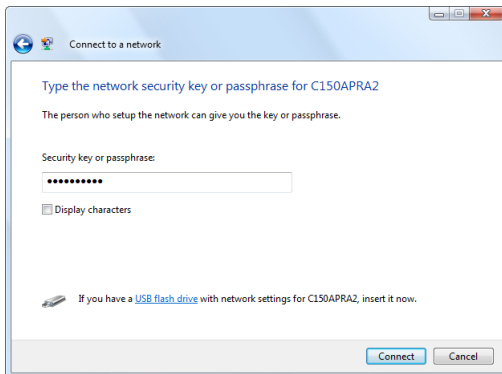 Connect to a network
Type the network security key or passphrase for C150APRA2
The person who setup the network can give you the key or passphrase.
Security key or passphrase:
••••••••••
Display characters
If you have a USB flash drive with network settings for C150APRA2, insert it now.
Connect Cancel